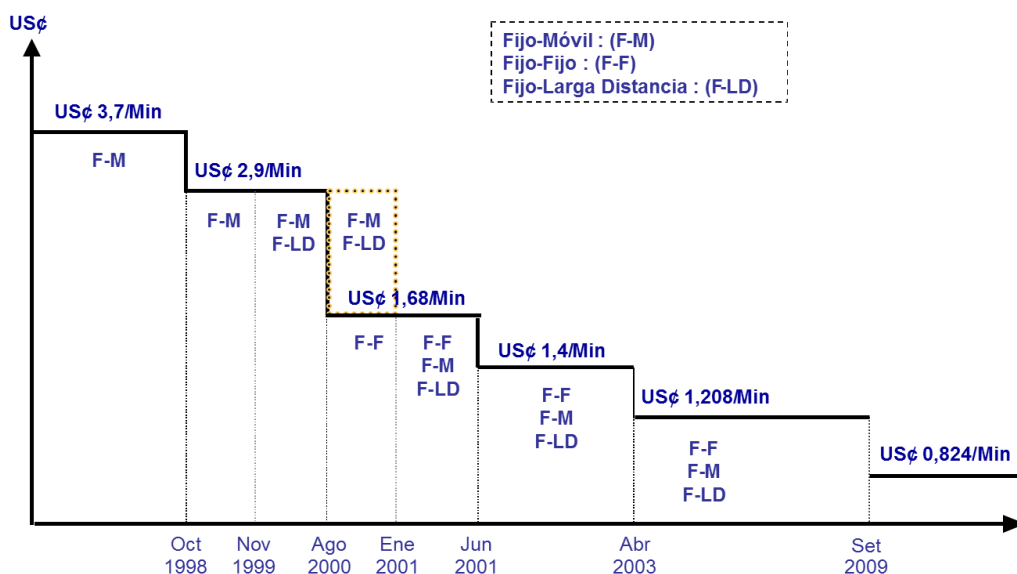 US¢
Fijo-Móvil : (F-M)
Fijo-Fijo : (F-F)
Fijo-Larga Distancia : (F-LD)
US¢ 3,7/Min
F-M
US¢ 2,9/Min
F-M
F-M
F-LD
F-M
F-LD
US¢ 1,68/Min
F-F
F-F
F-M
F-LD
US¢ 1,4/Min
F-F
F-M
F-LD
US¢ 1,208/Min
F-F
F-M
F-LD
US¢ 0,824/Min
Oct
1998
Nov
1999
Ago
2000
Ene
2001
Jun
2001
Abr
2003
Set
2009